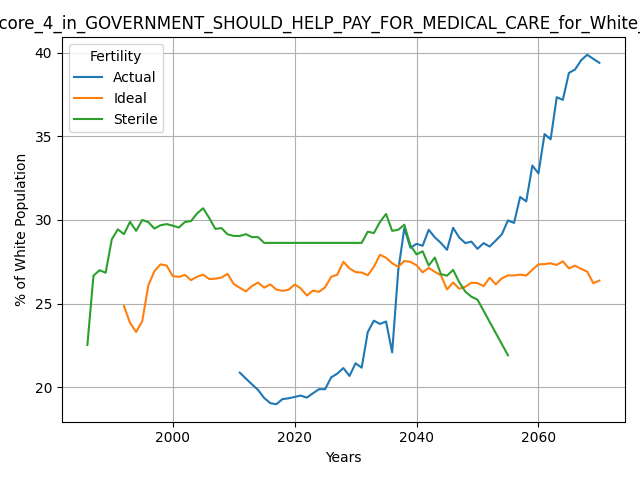 core_4_in_GOVERNMENT_SHOULD_HELP_PAY_FOR_MEDICAL_CARE_for_White_
Fertility
Actual
Ideal
Sterile
% of White Population
40
35
30
25
20
2000
2020
2040
2060
Years